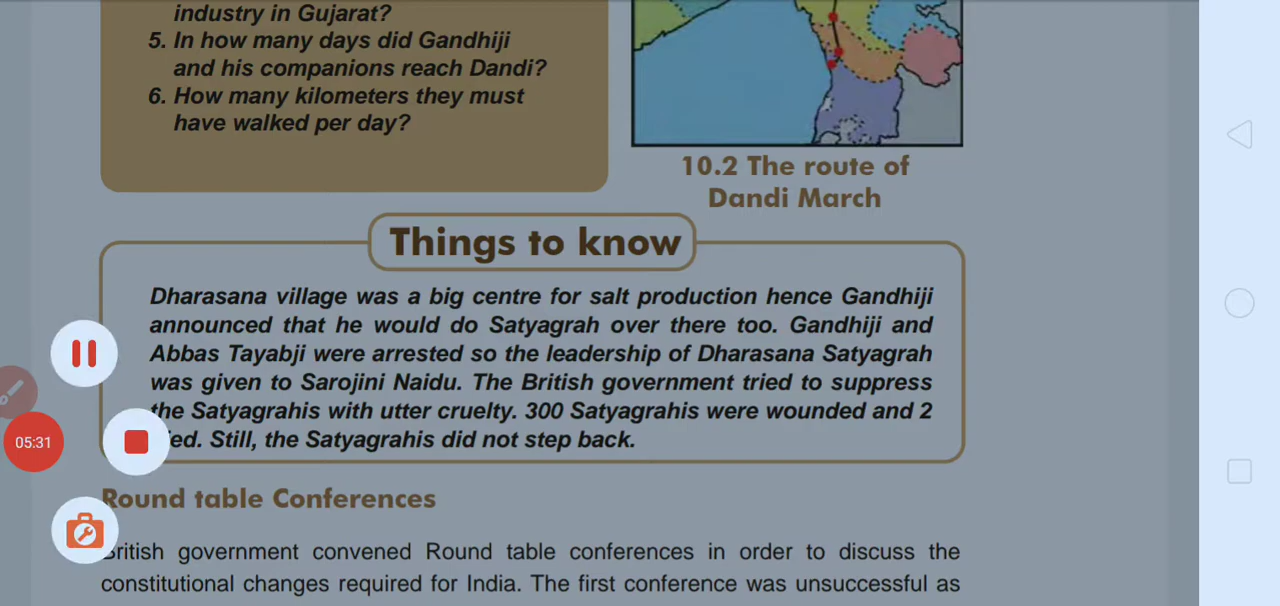 industry in Gujarat?
5. In how many days did Gandhiji
and his companions reach Dandi?
6. How many kilometers they must
have walked per day?
10.2 The route of
Dandi March
Things to know
Dharasana village was a big centre for salt production hence Gandhiji
announced that he would do Satyagrah over there too. Gandhiji and
Abbas Tayabji were arrested so the leadership of Dharasana Satyagrah
was given to Sarojini Naidu. The British government tried to suppress
the Satyagrahis with utter cruelty. 300 Satyagrahis were wounded and 2
ied. Still, the Satyagrahis did not step back.
05:31
Round table Conferences
British government convened Round table conferences in order to discuss the
constitutional changes required for India. The first conference was unsuccessful as